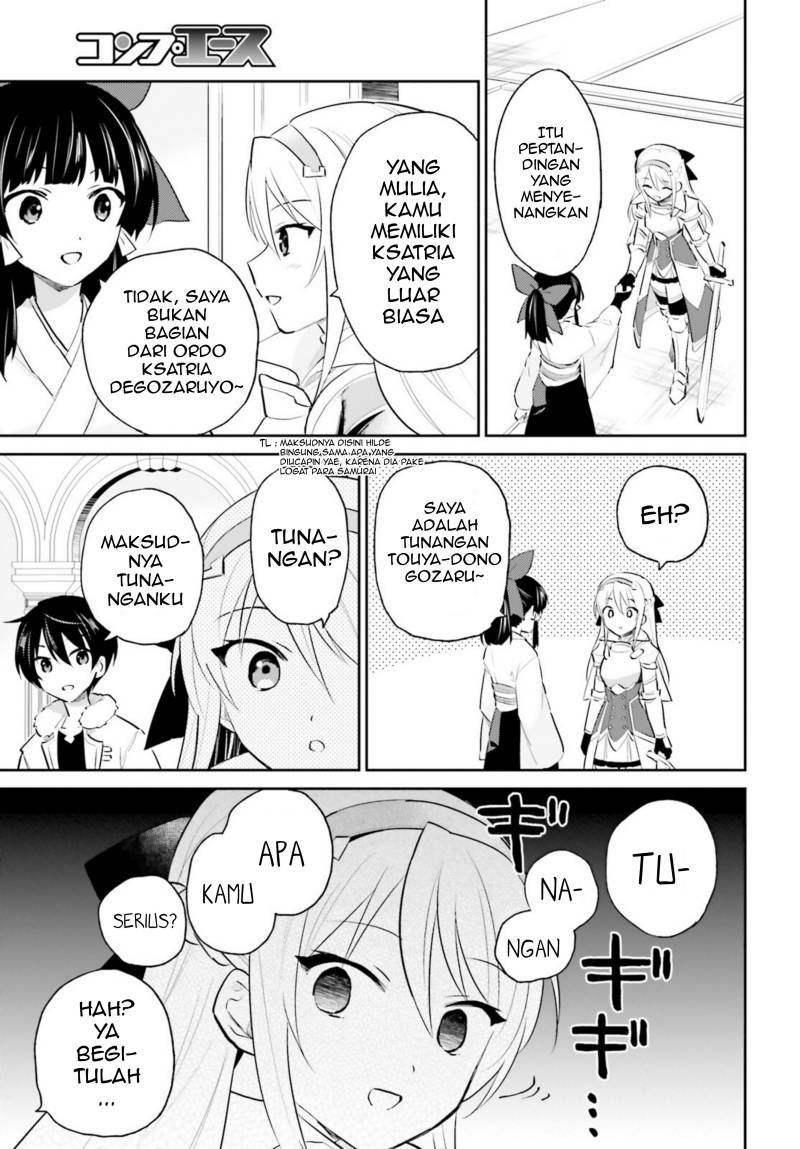 コンプエース
ITU
PERTAN-
DINGAN
YANG
MENYE-
NANGKAN
YANG
MULIA,
KAMU
MEMILIKI
KSATRIA
YANG
LUAR
BIASA
TIDAK, SAYA
BUKAN
BAGIAN
DARI ORDO
KSATRIA
DEGOZARUYO~
TL : MAKSUDNYA DISINI HILDE
BINGUNG SAMA APA YANG
DIUCAPIN YAE, KARENA DIA PAKE
LOGAT PARA SAMURAI
EH?
SAYA
ADALAH
TUNANGAN
TOUYA-DONO
GOZARU~
TUNA-
NGAN?
MAKSUD-
NYA
TUNA-
NGANKU
TU-
NA-
NGAN
ギ
ギ
ギ
...
APA
KAMU
SERIUS?
HAH?
YA
BEGI-
TULAH
...